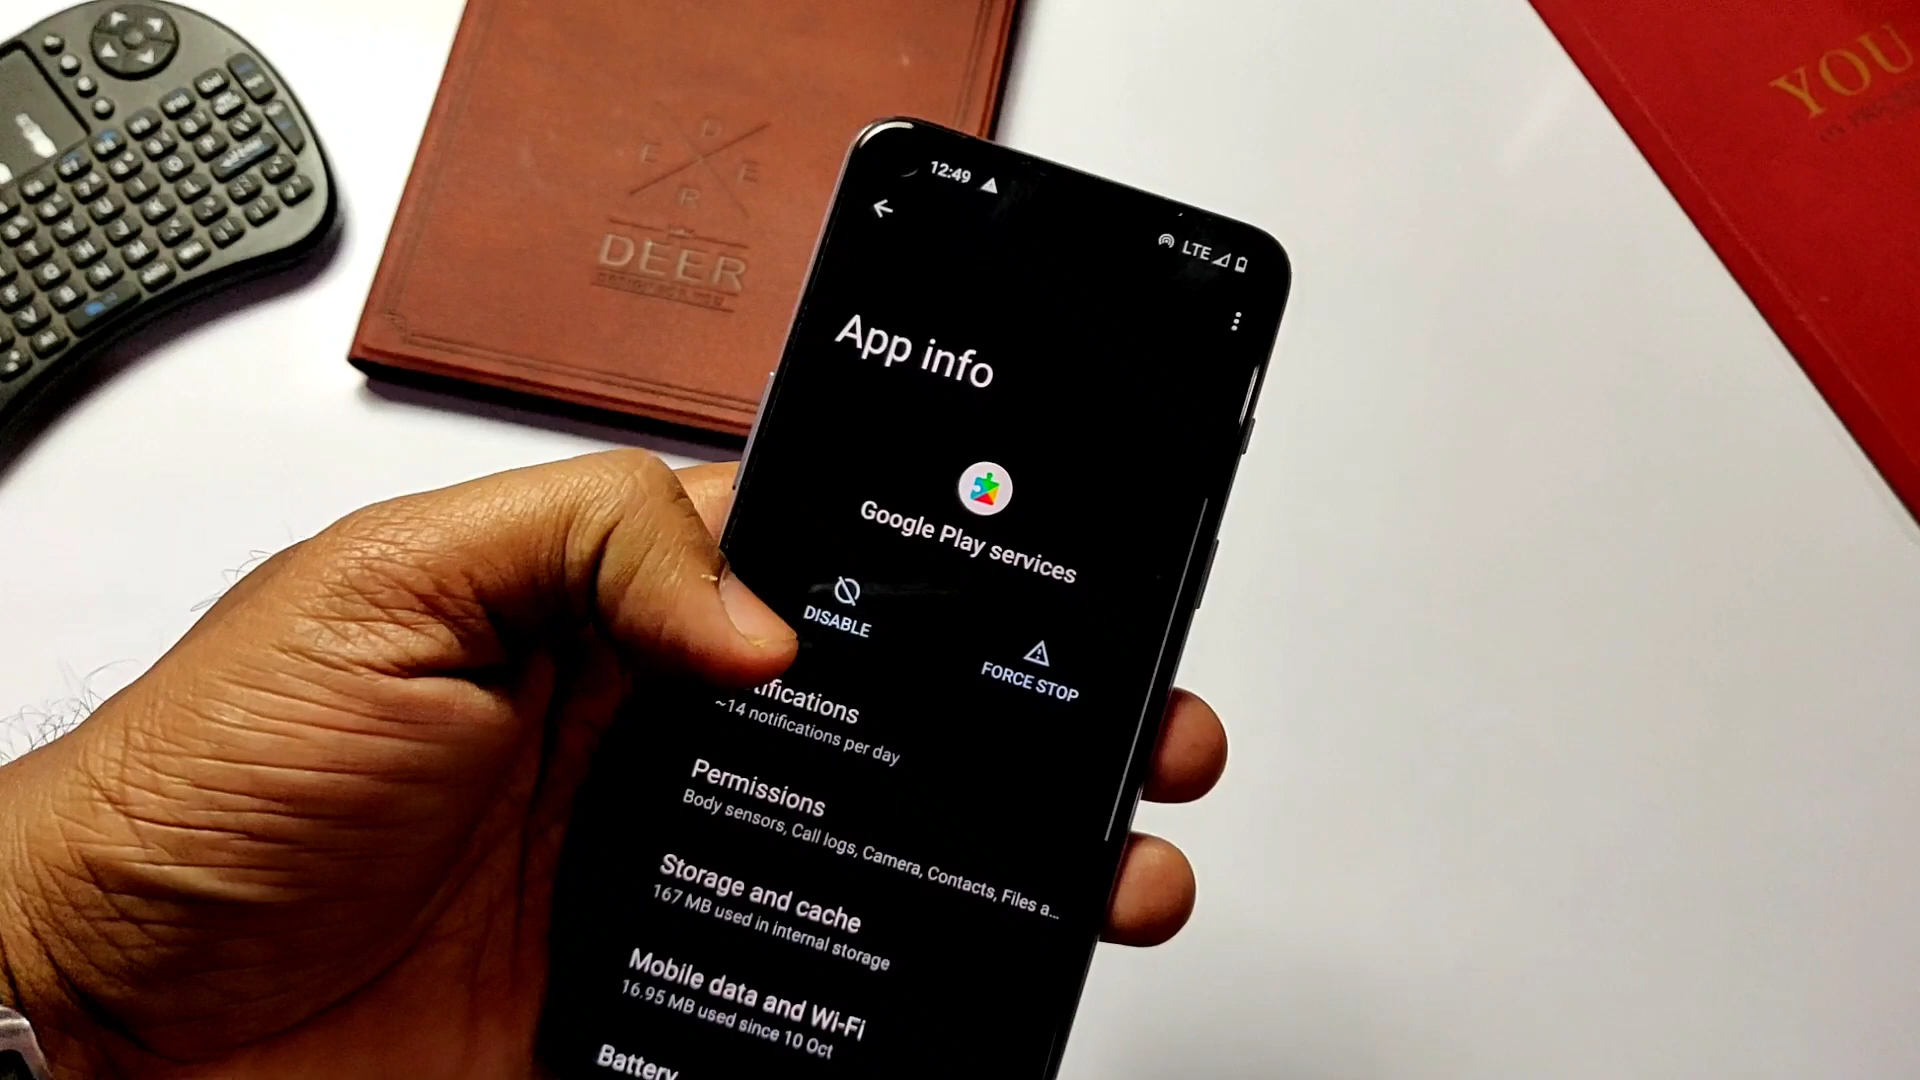 12:49
LTE
App info
Google Play services
DISABLE
FORCE STOP
tifications
~14 notifications per day
Permissions
Body sensors, Call logs, Camera, Contacts, Files a...
Storage and cache
167 MB used in internal storage
Mobile data and Wi-Fi
16.95 MB used since 10 Oct
Battery
D
E E
R
DEER
YOU